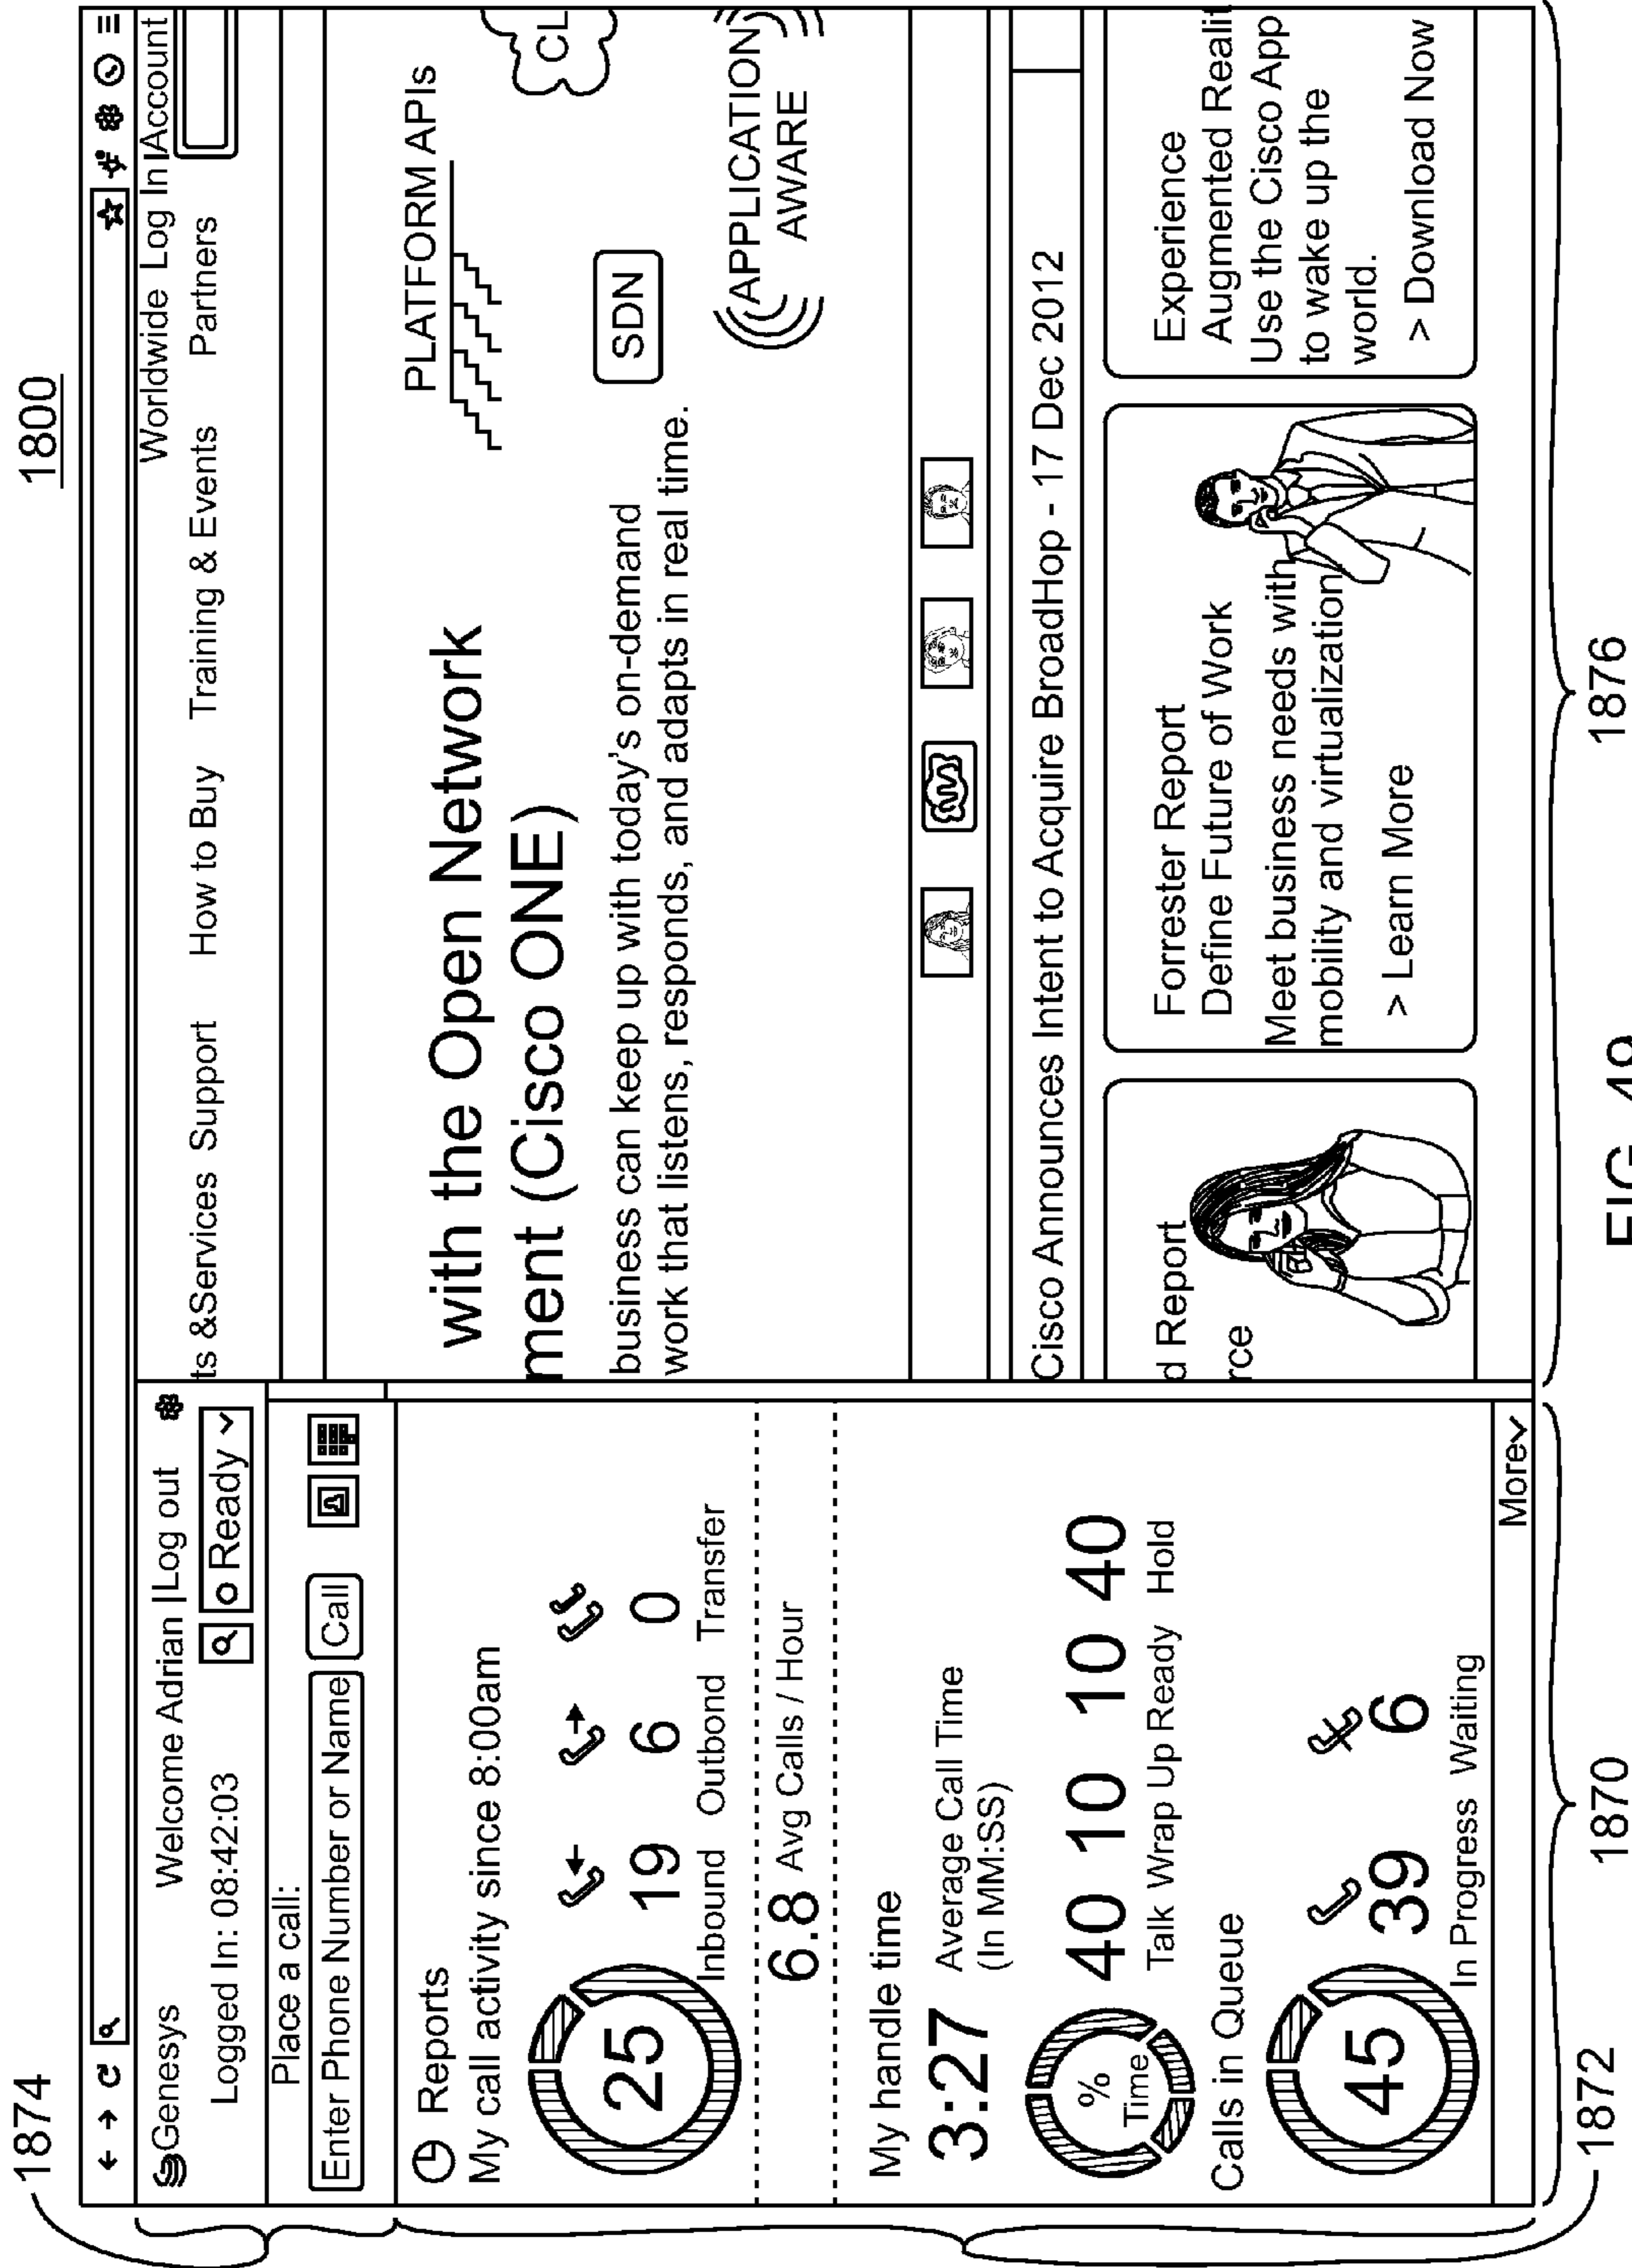 1800
1874
Genesys
Welcome Adrian |Log out
Logged In: 08:42:03
Ready
Place a call:
Enter Phone Number or Name
Call
Reports
My call activity since 8:00am
25
19 6 0
Inbound Outbond Transfer
6.8 Avg Calls / Hour
My handle time
3:27
Average Call Time
(In MM:SS)
% Time
40 10 10 40
Talk Wrap Up Ready Hold
Calls in Queue
45
39 6
In Progress Waiting
More
Worldwide Log In |Account
ts &Services Support How to Buy Training & Events Partners
with the Open Network
ment (Cisco ONE)
business can keep up with today's on-demand
work that listens, responds, and adapts in real time.
PLATFORM APIs
CL
SDN
APPLICATION
AWARE
Cisco Announces Intent to Acquire BroadHop - 17 Dec 2012
d Report
rce
Forrester Report
Define Future of Work
Meet business needs with
mobility and virtualization
> Learn More
Experience
Augmented Realit
Use the Cisco App
to wake up the
world.
> Download Now
1872
1870
1876